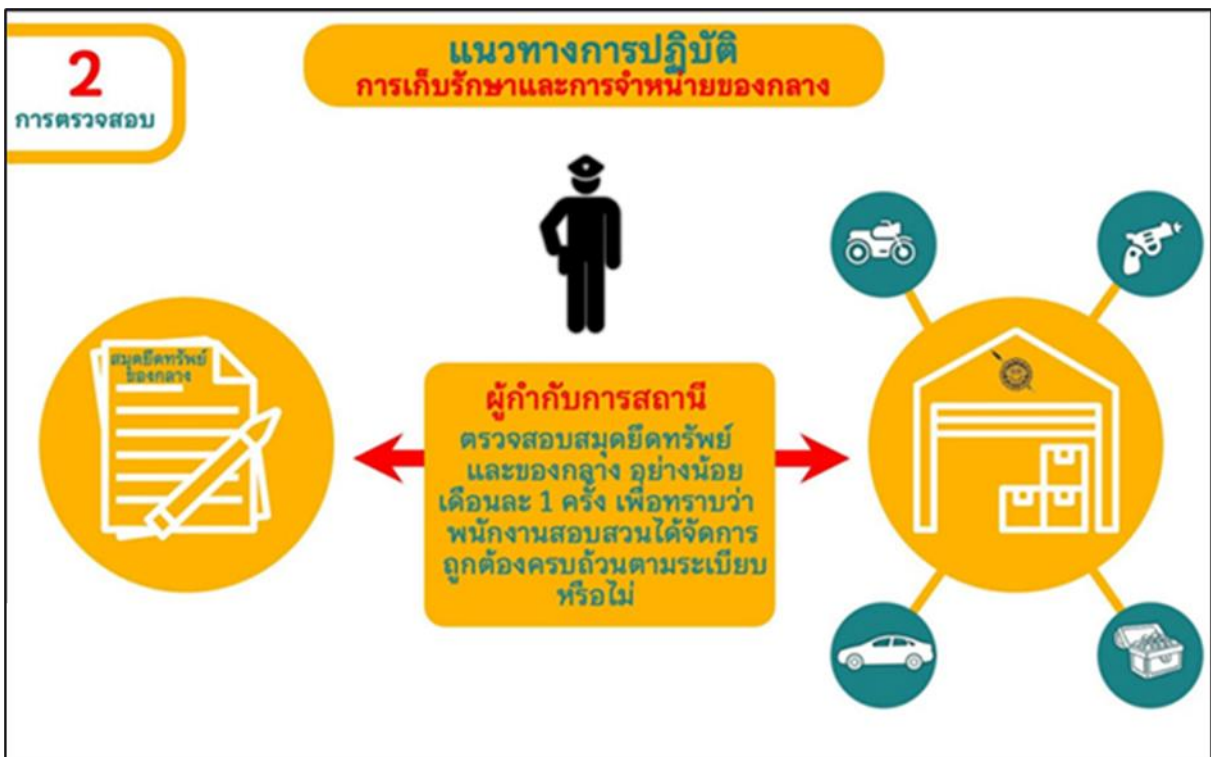 2
การตรวจสอบ
แนวทางการปฏิบัติ
การเก็บรักษาและการจำหน่ายของกลาง
สมุดยึดทรัพย์
ของกลาง
ผู้กำกับการสถานี
ตรวจสอบสมุดยึดทรัพย์
และของกลาง อย่างน้อย
เดือนละ 1 ครั้ง เพื่อทราบว่า
พนักงานสอบสวนได้จัดการ
ถูกต้องครบถ้วนตามระเบียบ
หรือไม่